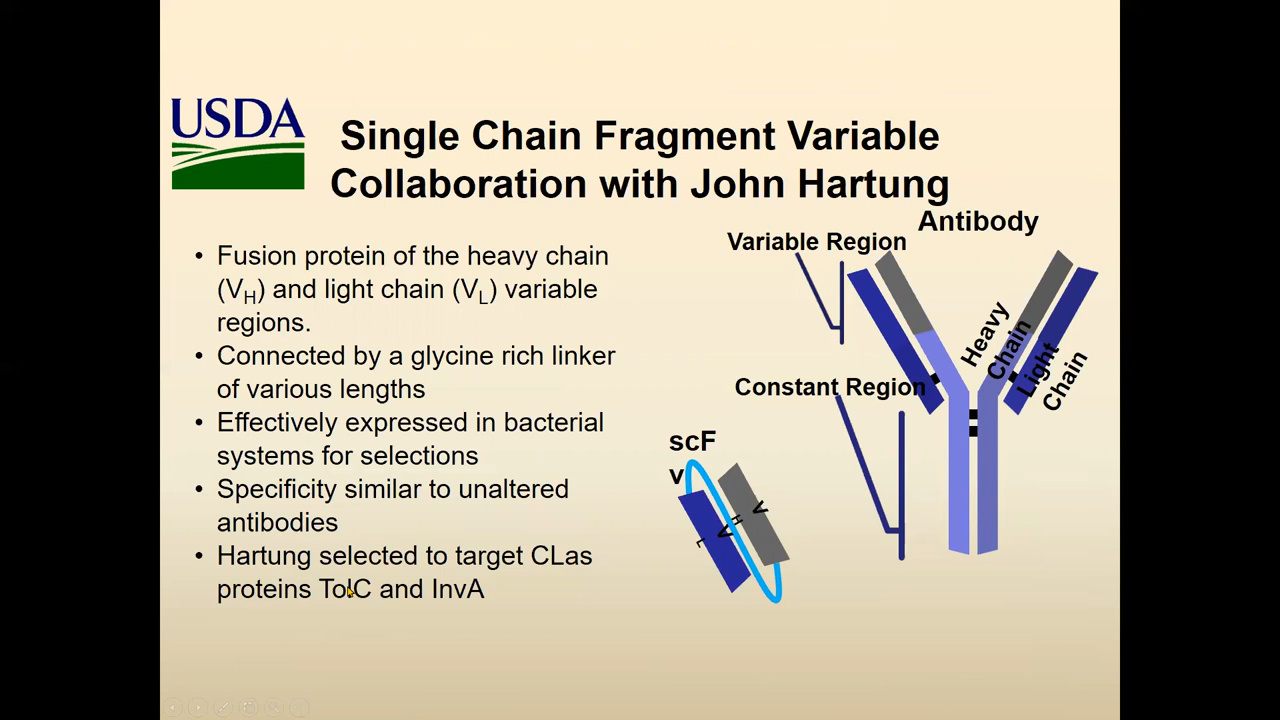 USDA
Single Chain Fragment Variable
Collaboration with John Hartung
• Fusion protein of the heavy chain
(VH) and light chain (VL) variable
regions.
• Connected by a glycine rich linker
of various lengths
• Effectively expressed in bacterial
systems for selections
• Specificity similar to unaltered
antibodies
• Hartung selected to target CLas
proteins TolC and InvA
Antibody
Variable Region
Heavy
Chain
Light
Chain
Constant Region
scF
v
VH
VL